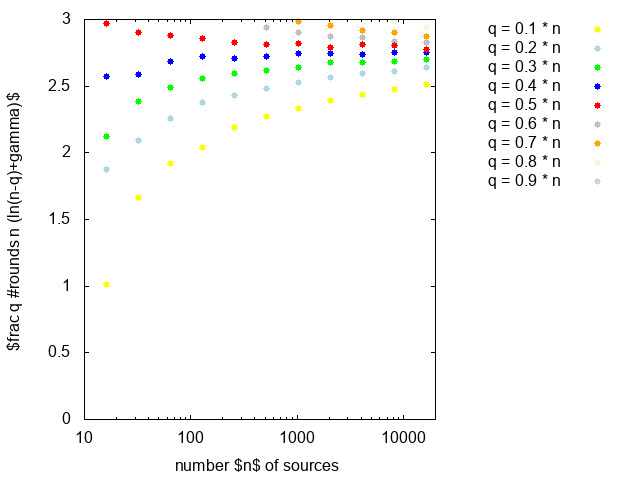 3
2.5
2
1.5
1
0.5
0
10
100
1000
10000
$frac q #rounds n (ln(n-q)+gamma)$
number $n$ of sources
q = 0.1 * n
q = 0.2 * n
q = 0.3 * n
q = 0.4 * n
q = 0.5 * n
q = 0.6 * n
q = 0.7 * n
q = 0.8 * n
q = 0.9 * n